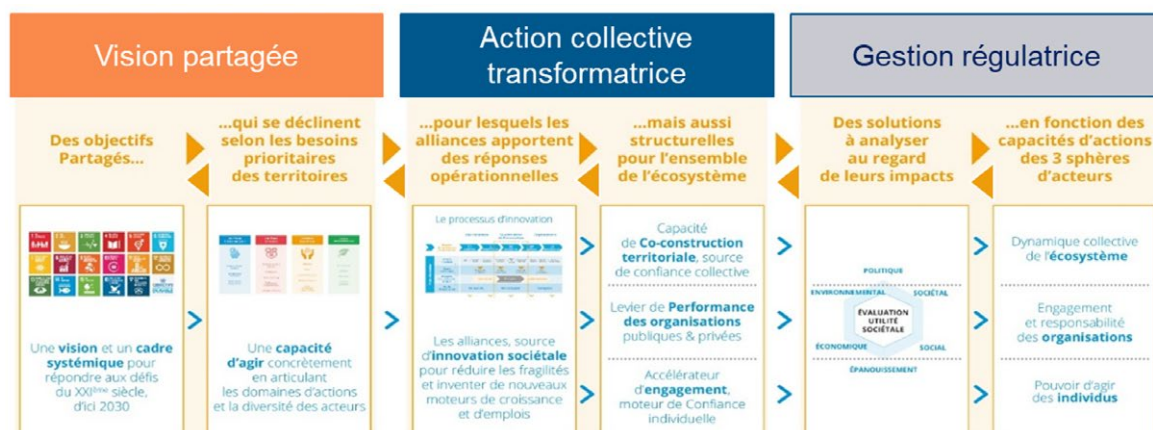 Vision partagée
Action collective
transformatrice
Gestion régulatrice
Des objectifs
Partagés...
...qui se déclinent
selon les besoins
prioritaires
des territoires
...pour lesquels les
alliances apportent
des réponses
opérationnelles
...mais aussi
structurelles
pour l'ensemble
de l'écosystème
Des solutions
à analyser
au regard
de leurs impacts
...en fonction des
capacités d'actions
des 3 sphères
d'acteurs
Une vision et un cadre
systémique pour
répondre aux défis
du XXIème siècle,
d'ici 2030
Une capacité
d'agir concrètement
en articulant
les domaines d'actions
et la diversité des acteurs
Le processus d'innovation
Les alliances, source
d'innovation sociétale
pour réduire les fragilités
et inventer de nouveaux
moteurs de croissance
et d'emplois
Capacité
de Co-construction
territoriale, source
de confiance collective
Levier de Performance
des organisations
publiques & privées
Accélérateur
d'engagement,
moteur de Confiance
individuelle
POLITIQUE
ENVIRONNEMENTAL
SOCIÉTAL
ÉVALUATION
UTILITÉ
SOCIÉTALE
ÉCONOMIQUE
SOCIAL
ÉPANOUISSEMENT
Dynamique collective
de l'écosystème
Engagement
et responsabilité
des organisations
Pouvoir d'agir
des individus